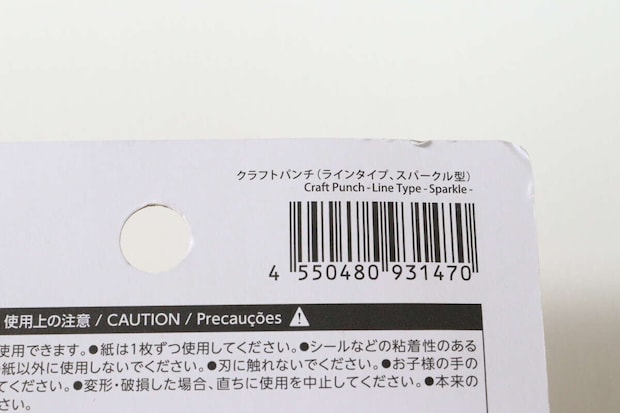 クラフトパンチ(ラインタイプ、スパークル型)
Craft Punch - Line Type - Sparkle -
4 550480 931470
使用上の注意 / CAUTION / Precauções
使用できます。●紙は1枚ずつ使用してください。●シールなどの粘着性のある
紙以外に使用しないでください。●刃に触れないでください。●お子様の手の
てください。●変形・破損した場合、直ちに使用を中止してください。●本来の
さい。